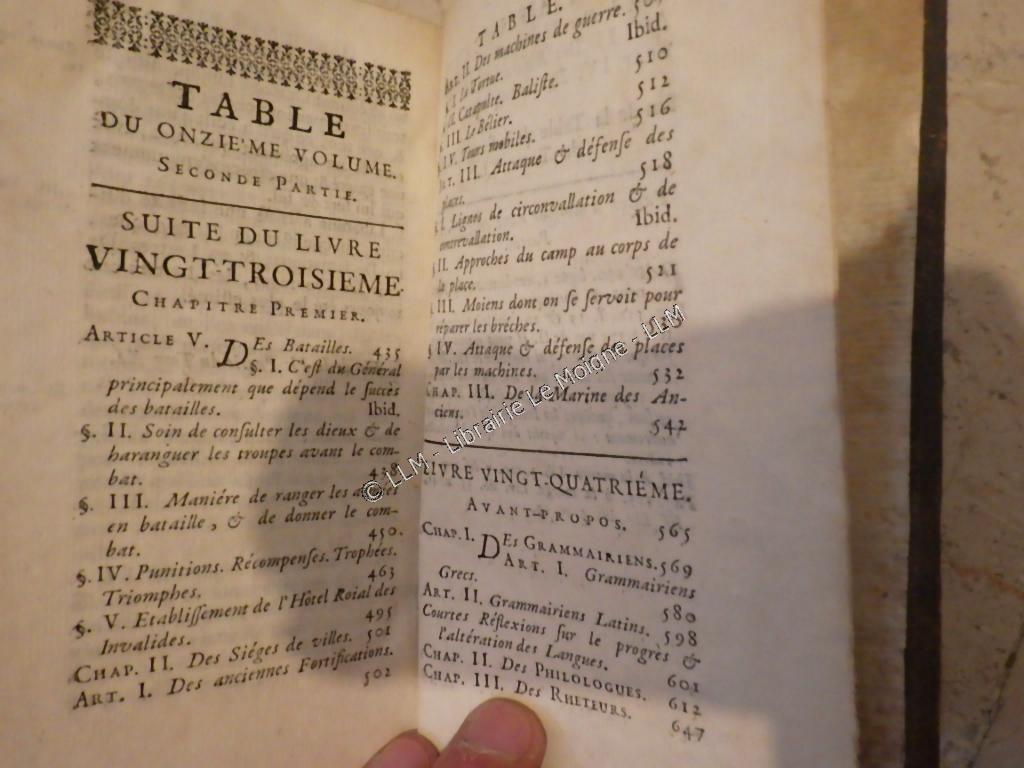 TABLE
DU ONZIE'ME VOLUME.
SECONDE PARTIE.
SUITE DU LIVRE
VINGT-TROISIEME.
CHAPITRE PREMIER.
ARTICLE V. DEs BATAILLES. 435
§. I. C'eſt du Général
principalement que dépend le ſuccès
des batailles. Ibid.
§. II. Soin de conſulter les dieux & de
haranguer les troupes avant le com-
bat.
§. III. Maniére de ranger les armées
en bataille, & de donner le com-
bat. 450.
§. IV. Punitions. Récompenſes. Trophées.
Triomphes. 463
§. V. Etabliſſement de l'Hôtel Roial des
Invalides. 495
CHAP. II. Des Siéges de villes. 501
ART. I. Des anciennes Fortifications.
502
TABLE.
ART. II. Des machines de guerre.
§. I. La Tortue. Ibid.
§. II. Catapulte. Baliſte. 510
§. III. Le Bélier. 512
§. IV. Tours mobiles. 516
ART. III. Attaque & défenſe des
places. 518
§. I. Lignes de circonvallation & de
contrevallation. Ibid.
§. II. Approches du camp au corps de
la place. 521
§. III. Moiens dont on ſe ſervoit pour
réparer les bréches.
§. IV. Attaque & défenſe des places
par les machines. 532
CHAP. III. De la Marine des An-
ciens. 542
LIVRE VINGT-QUATRIÉME.
AVANT-PROPOS. 565
CHAP. I. DEs GRAMMAIRIENS. 569
ART. I. Grammairiens
Grecs. 580
ART. II. Grammairiens Latins. 598
Courtes Réflexions ſur le progrès &
l'altération des Langues. 601
CHAP. II. Des PHILOLOGUES. 612
CHAP. III. Des RHETEURS. 647
© LLM - Librairie Le Moigne - LLM